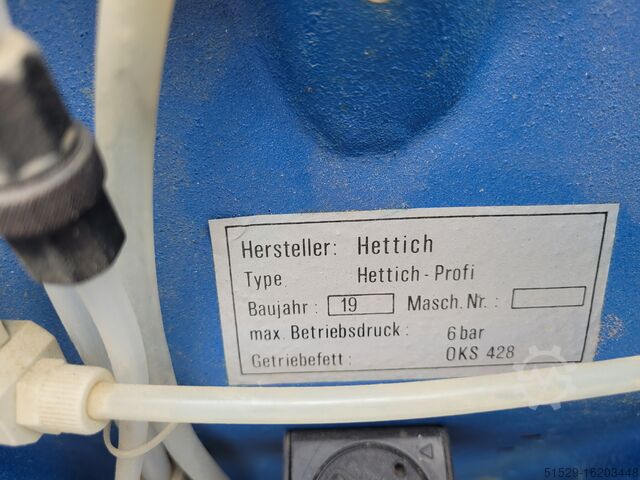 Hersteller: Hettich
Type Hettich-Profi
Baujahr: 19 Masch. Nr.:
max. Betriebsdruck: 6 bar
Getriebefett: OKS 428
51529-16203448